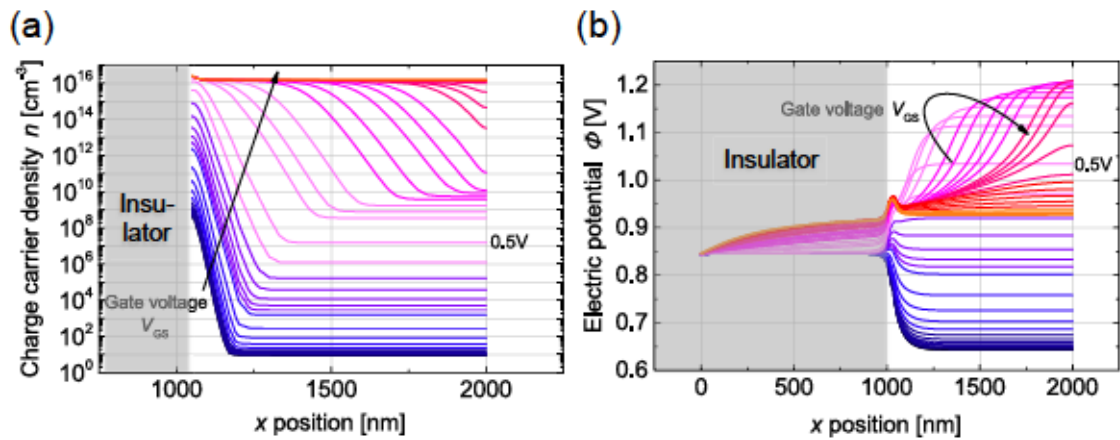 (a)
Charge carrier density n [cm⁻³]
10¹⁶
10¹⁴
10¹²
10¹⁰
10⁸
10⁶
10⁴
10²
10⁰
Insu-
lator
Gate voltage
V_GS
0.5V
1000
1500
2000
x position [nm]
(b)
Electric potential Φ [V]
1.2
1.1
1.0
0.9
0.8
0.7
0.6
Gate voltage V_GS
Insulator
0.5V
0
500
1000
1500
2000
x position [nm]